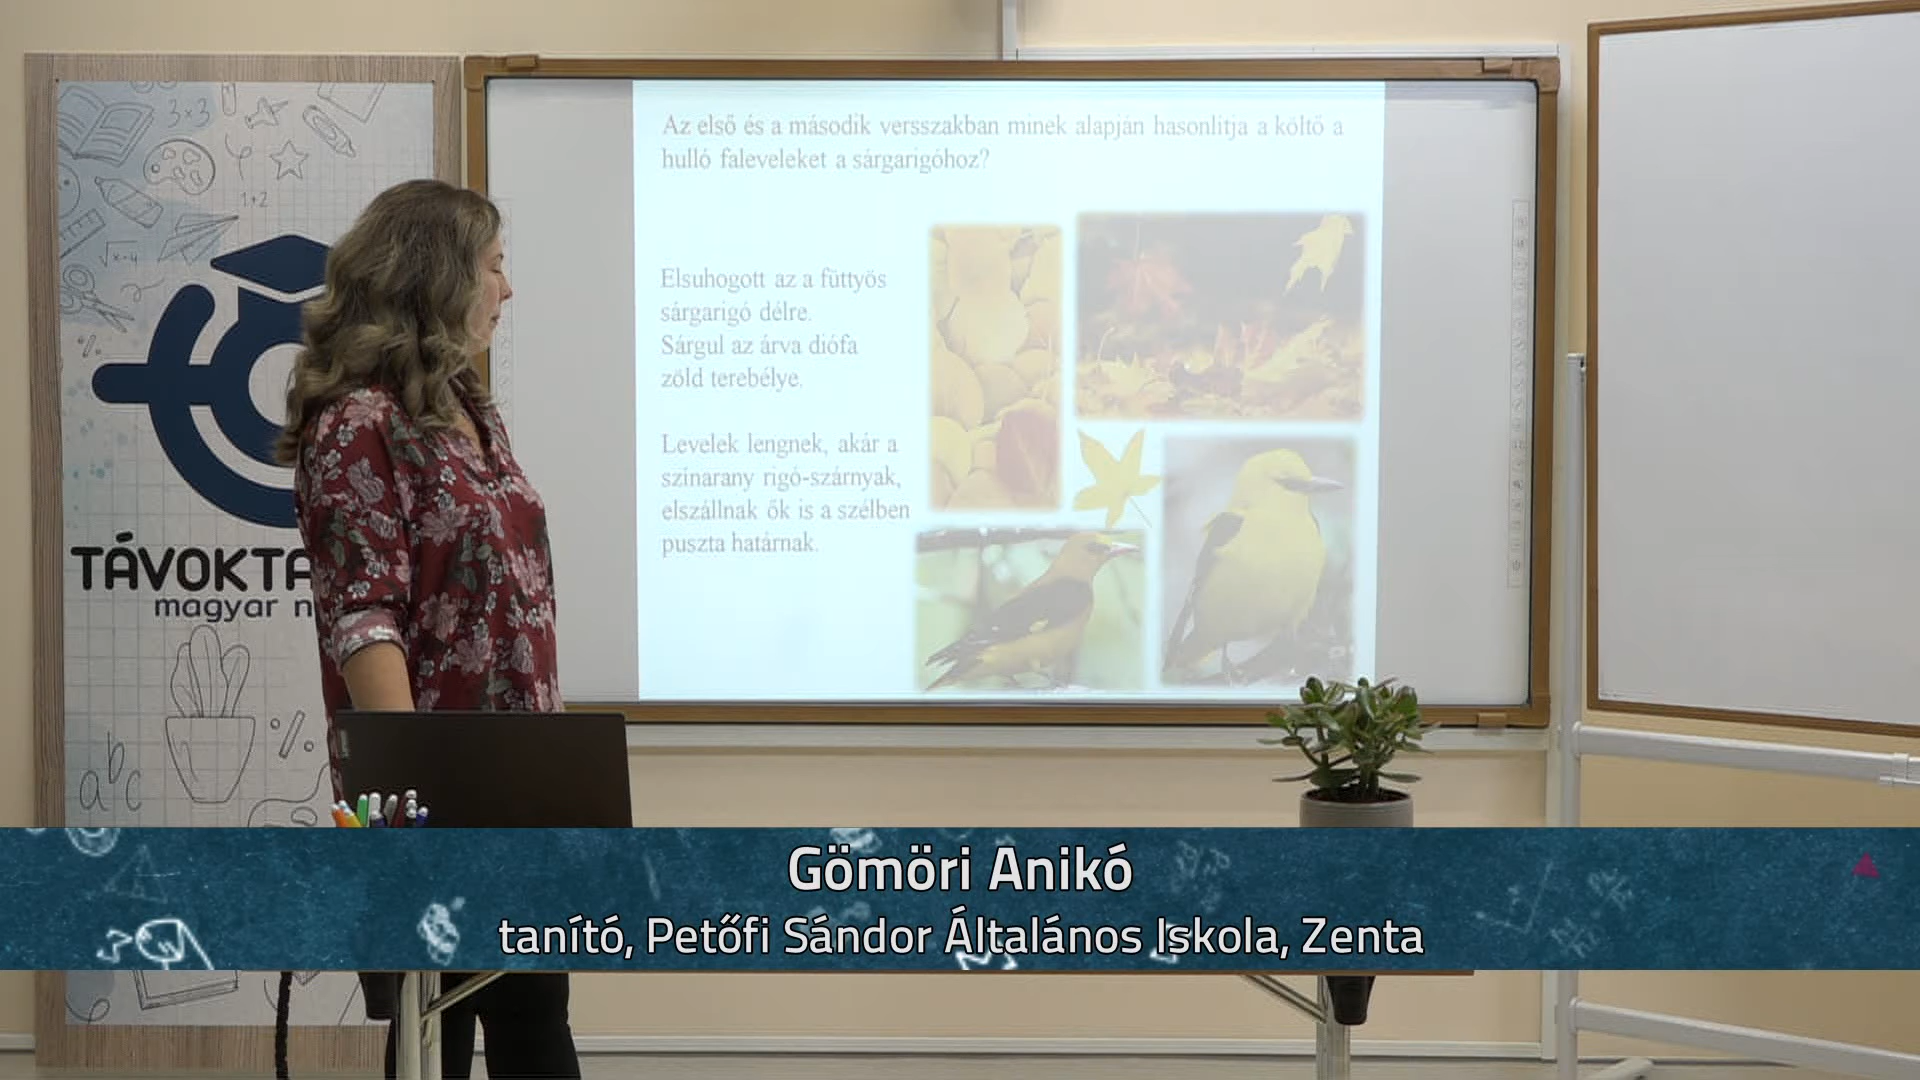 Az első és a második versszakban minek alapján hasonlítja a költő a
hulló faleveleket a sárgarigóhoz?
Elsuhogott az a füttyös
sárgarigó délre.
Sárgul az árva diófa
zöld terebélye.
Levelek lengnek, akár a
színarany rigó-szárnyak,
elszállnak ők is a szélben
puszta határnak.
3×3
1+2
√x-4
%
TÁVOKTA
magyar n
%
abc
Gömöri Anikó
tanító, Petőfi Sándor Általános Iskola, Zenta